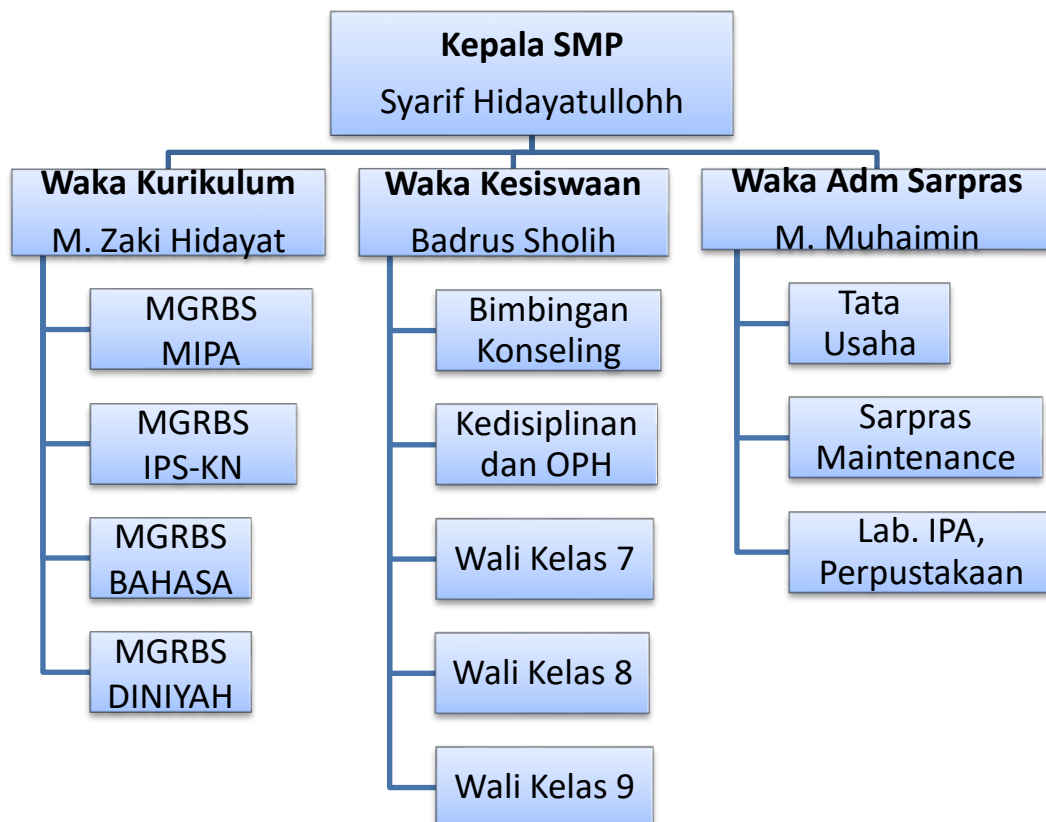 Kepala SMP
Syarif Hidayatullohh
Waka Kurikulum
M. Zaki Hidayat
MGRBS
MIPA
MGRBS
IPS-KN
MGRBS
BAHASA
MGRBS
DINIYAH
Waka Kesiswaan
Badrus Sholih
Bimbingan
Konseling
Kedisiplinan
dan OPH
Wali Kelas 7
Wali Kelas 8
Wali Kelas 9
Waka Adm Sarpras
M. Muhaimin
Tata
Usaha
Sarpras
Maintenance
Lab. IPA,
Perpustakaan